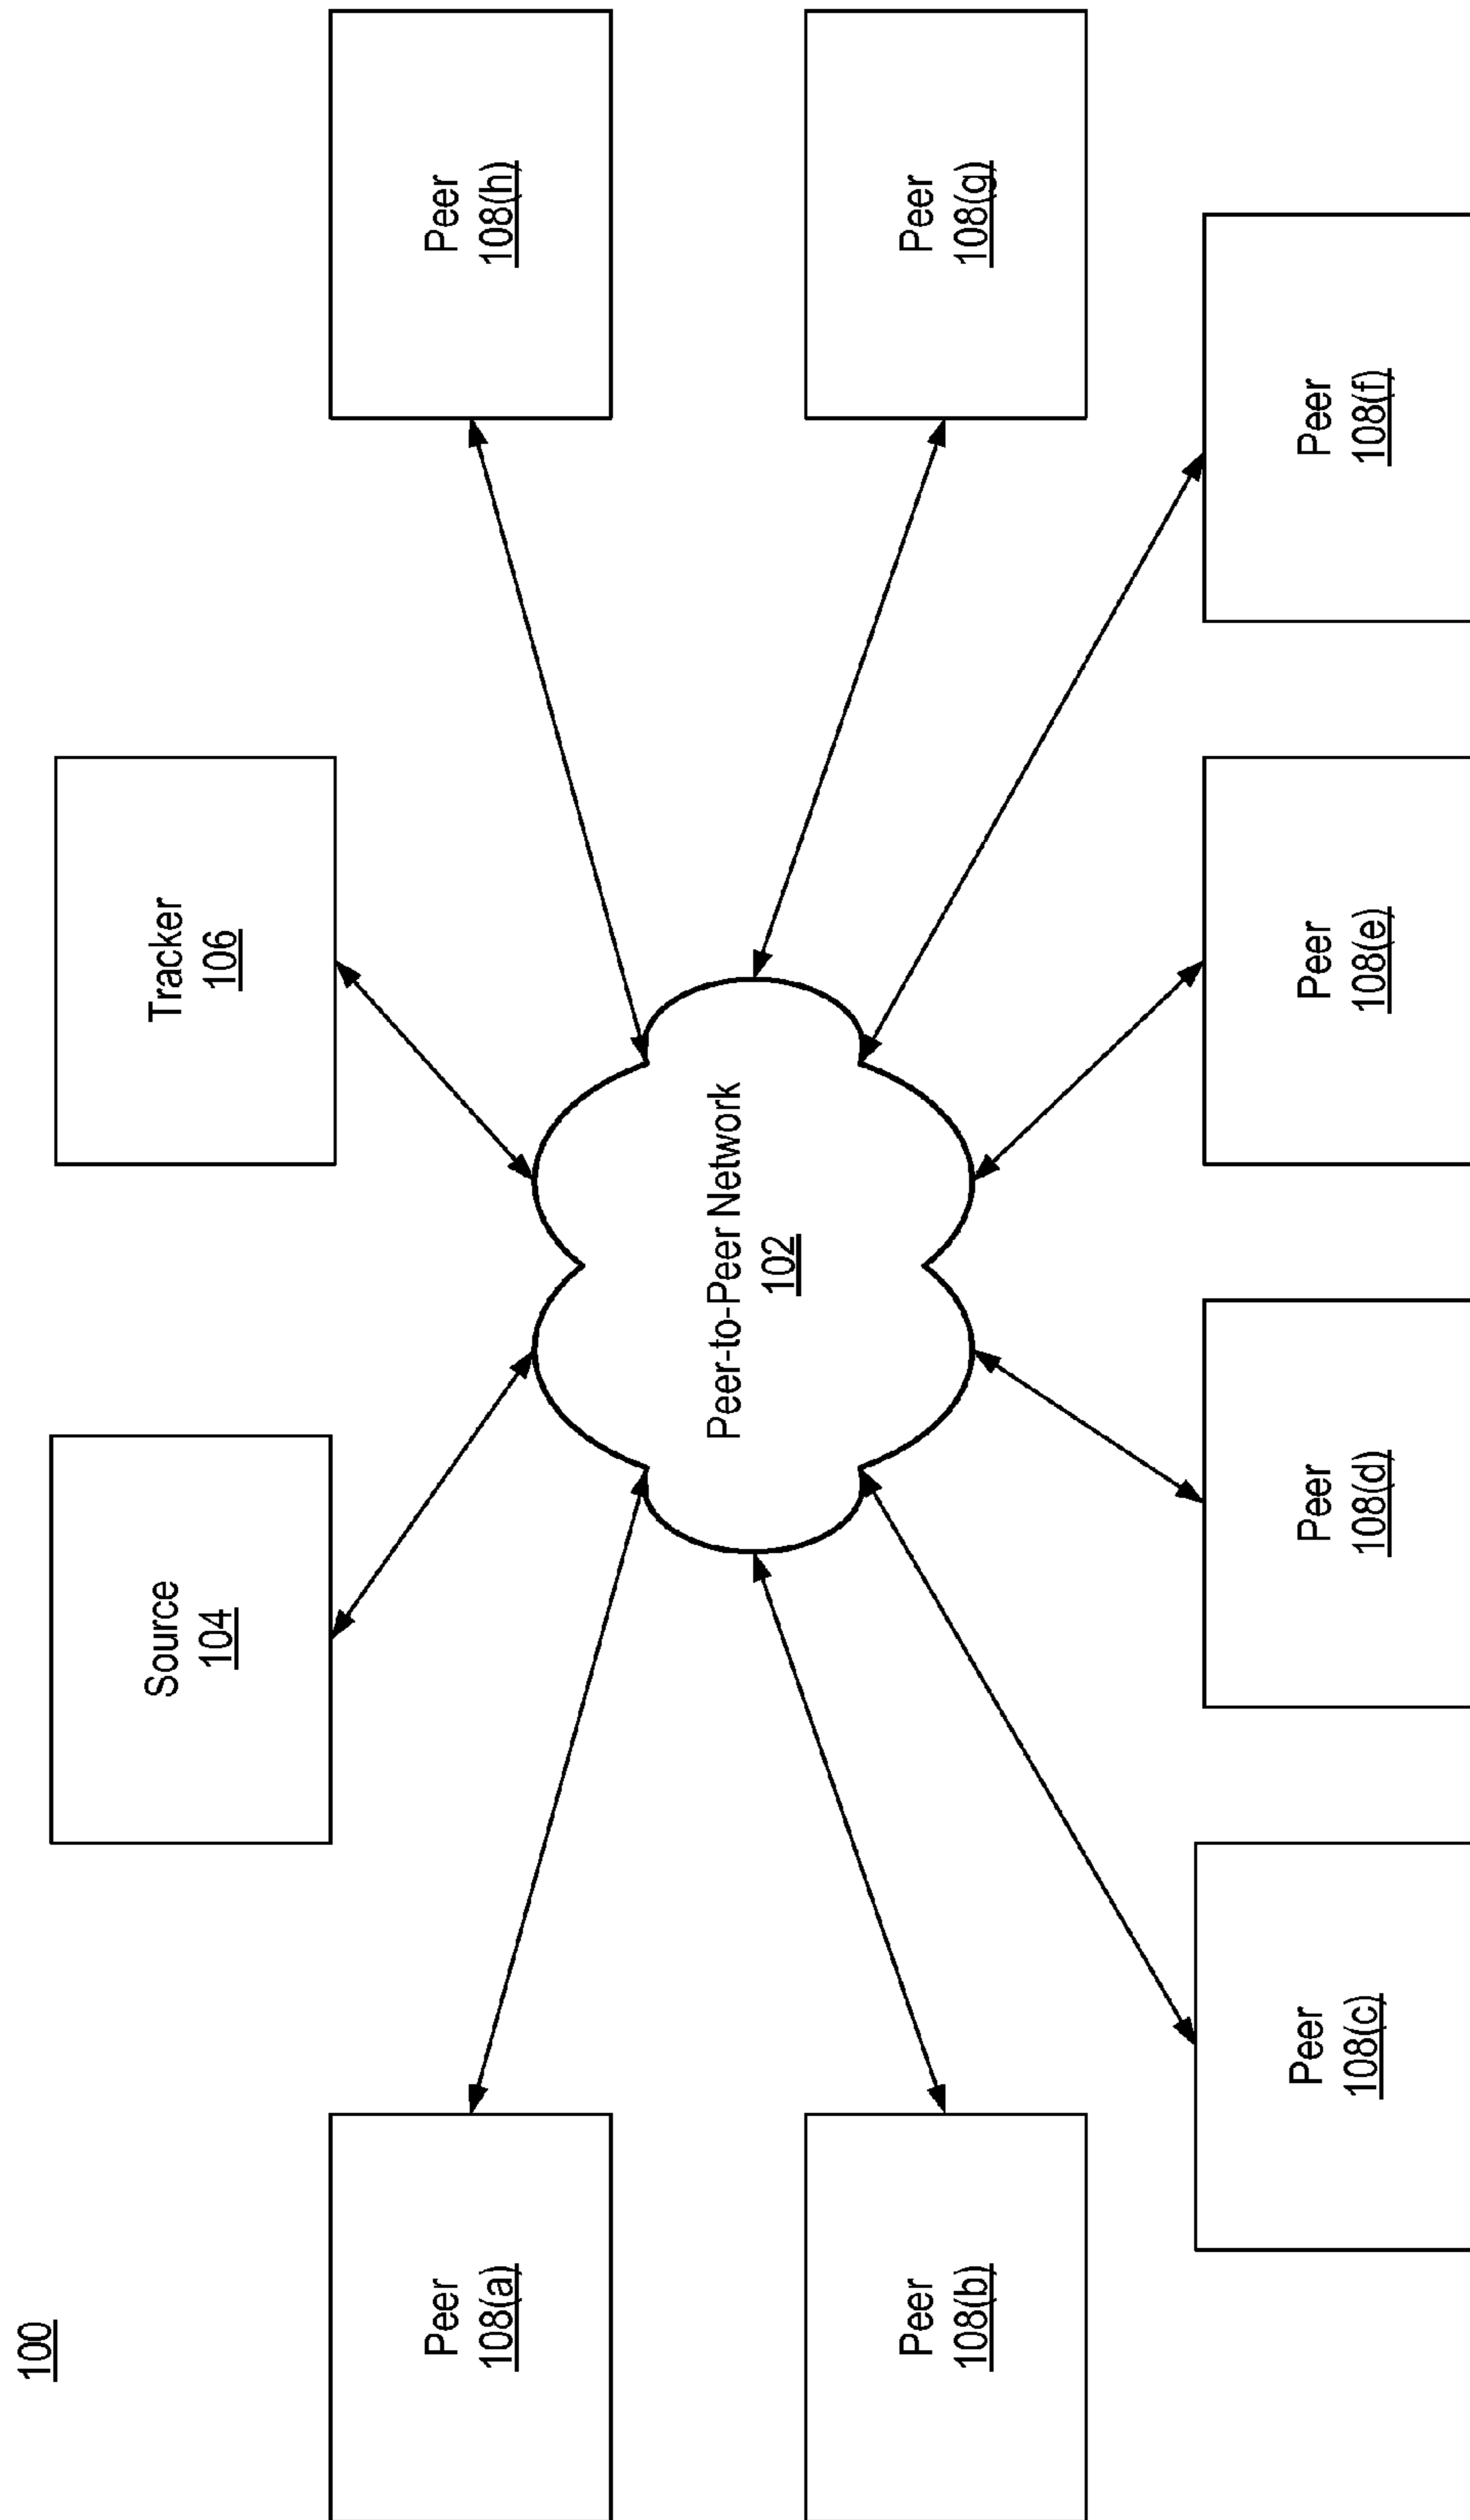 100
Source
104
Tracker
106
Peer
108(a)
Peer
108(h)
Peer-to-Peer Network
102
Peer
108(b)
Peer
108(g)
Peer
108(c)
Peer
108(d)
Peer
108(e)
Peer
108(f)